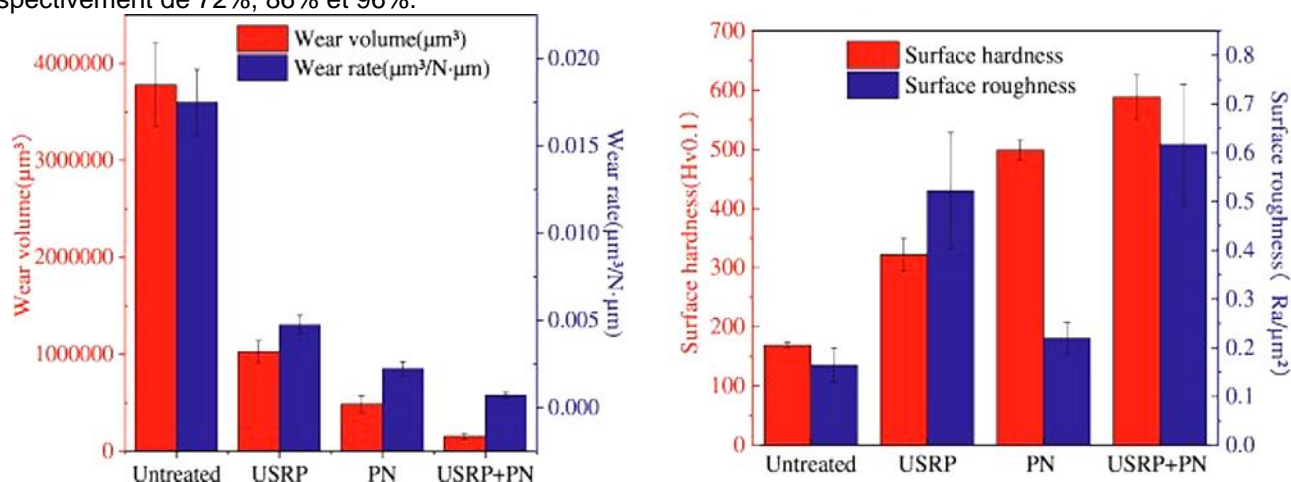 spectivement de 72%, 86% et 96%.
Wear volume(μm³)
Wear rate(μm³/N·μm)
4000000
3000000
2000000
1000000
0
Wear volume(μm³)
0.020
0.015
0.010
0.005
0.000
Wear rate(μm³/N·μm)
Untreated USRP PN USRP+PN
Surface hardness
Surface roughness
700
600
500
400
300
200
100
0
Surface hardness(Hv0.1)
0.8
0.7
0.6
0.5
0.4
0.3
0.2
0.1
0.0
Surface roughness( Ra/μm²)
Untreated USRP PN USRP+PN